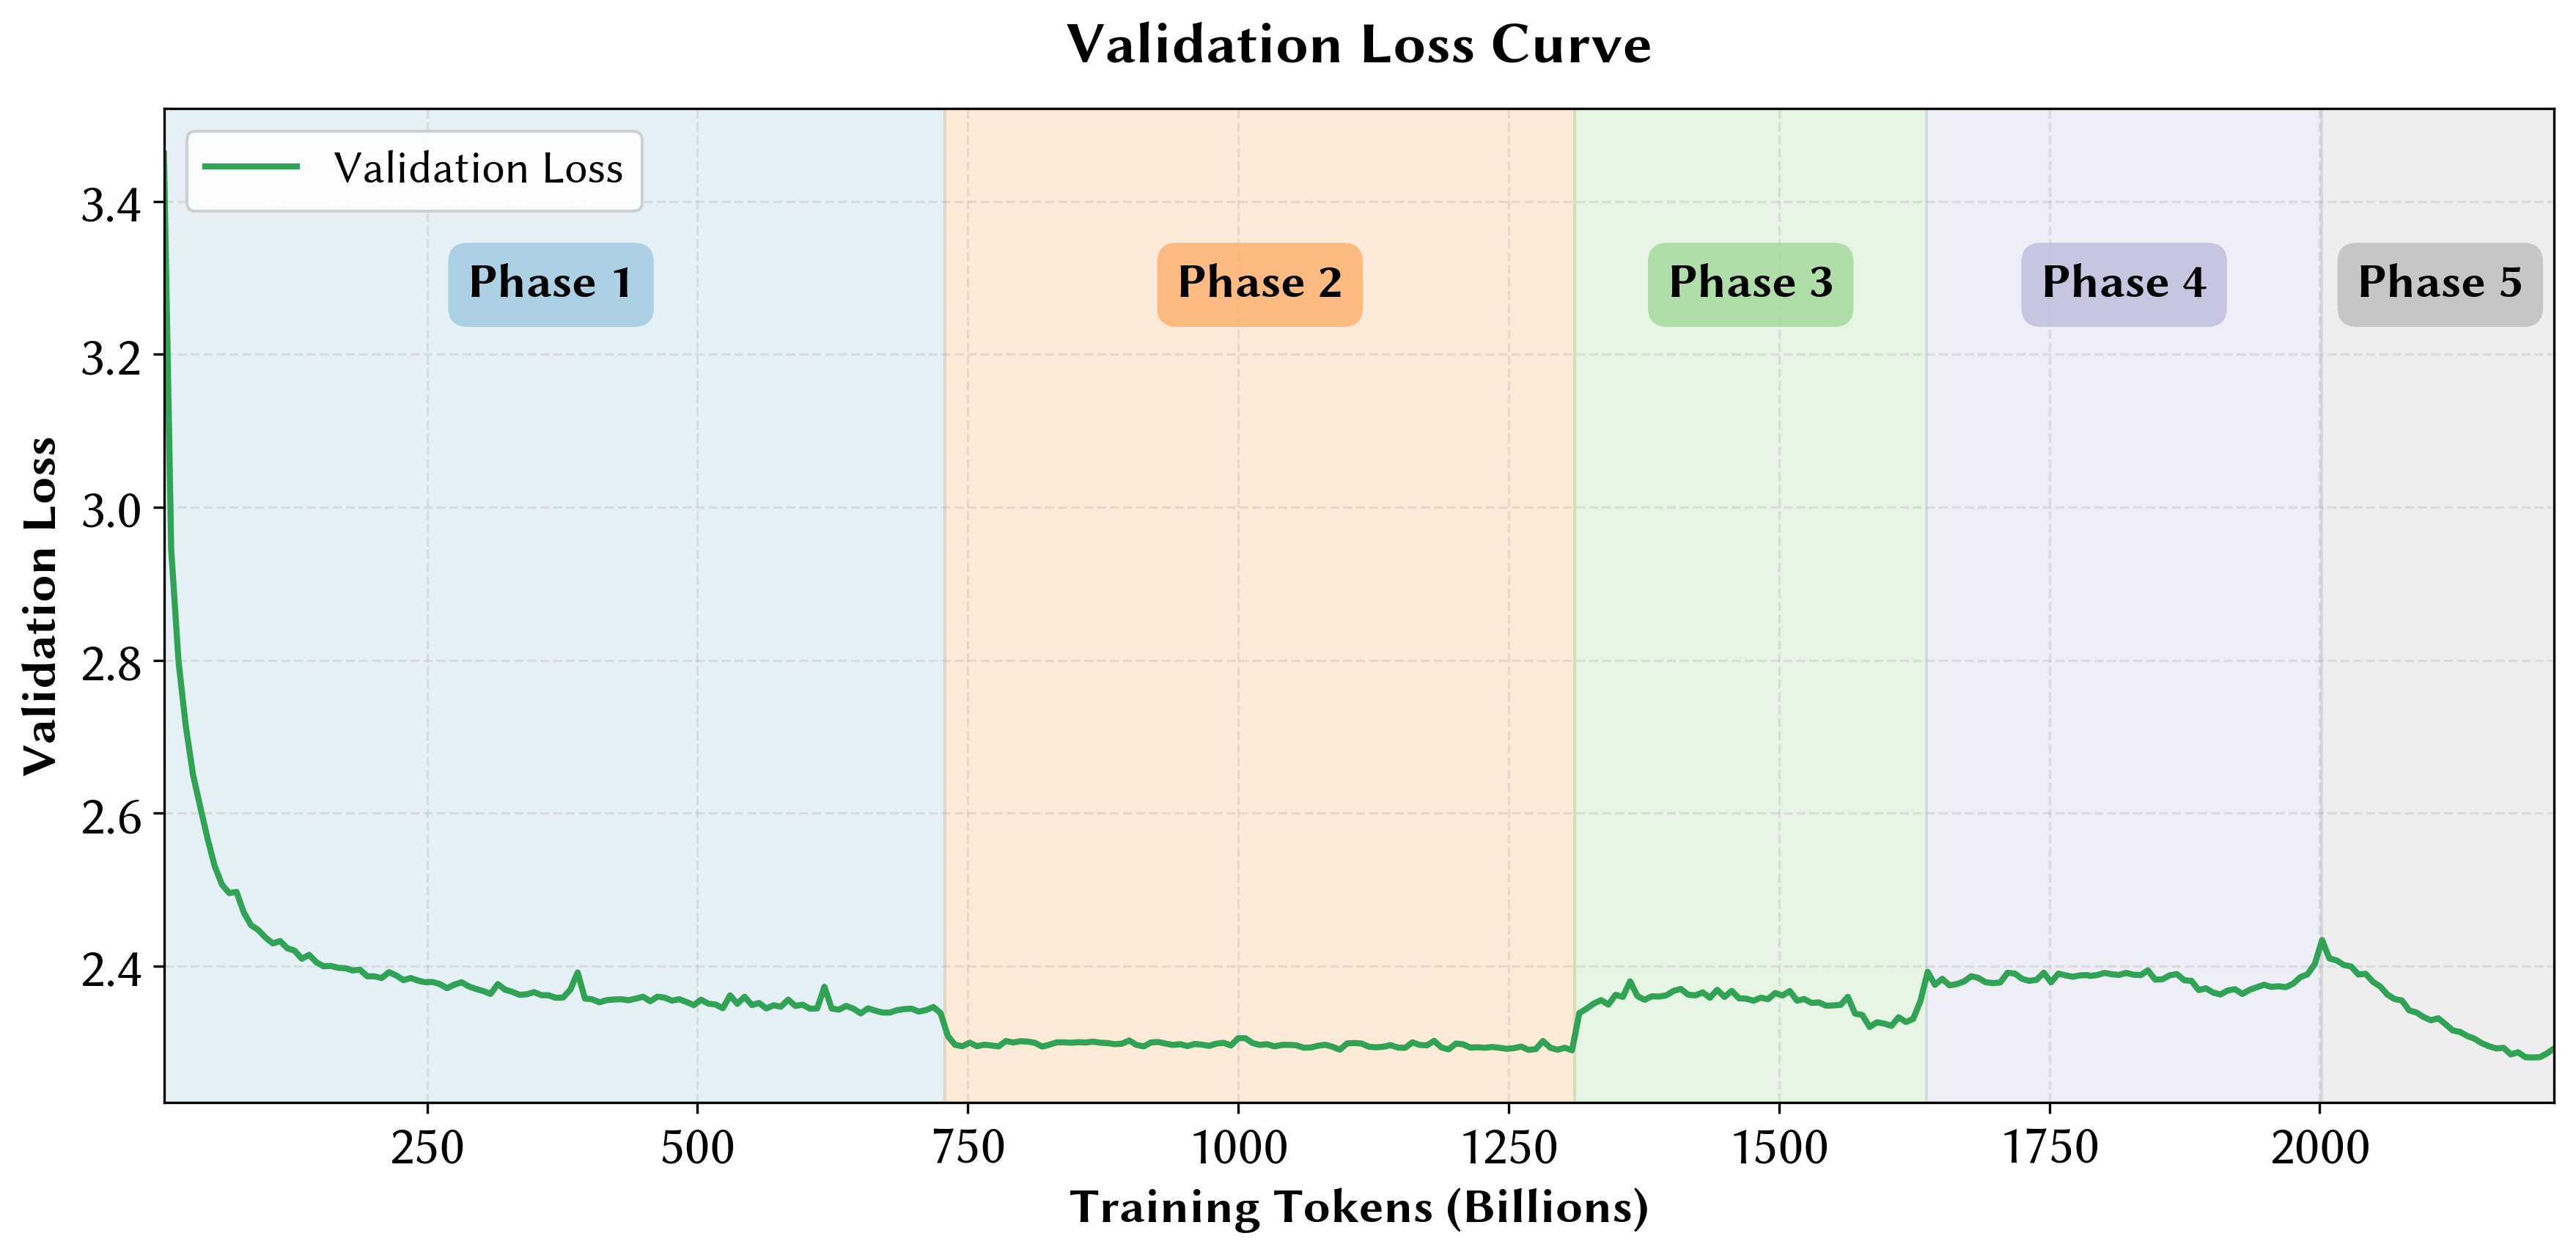 Validation Loss Curve
Validation Loss
Phase 1
Phase 2
Phase 3
Phase 4
Phase 5
Validation Loss
3.4
3.2
3.0
2.8
2.6
2.4
250
500
750
1000
1250
1500
1750
2000
Training Tokens (Billions)